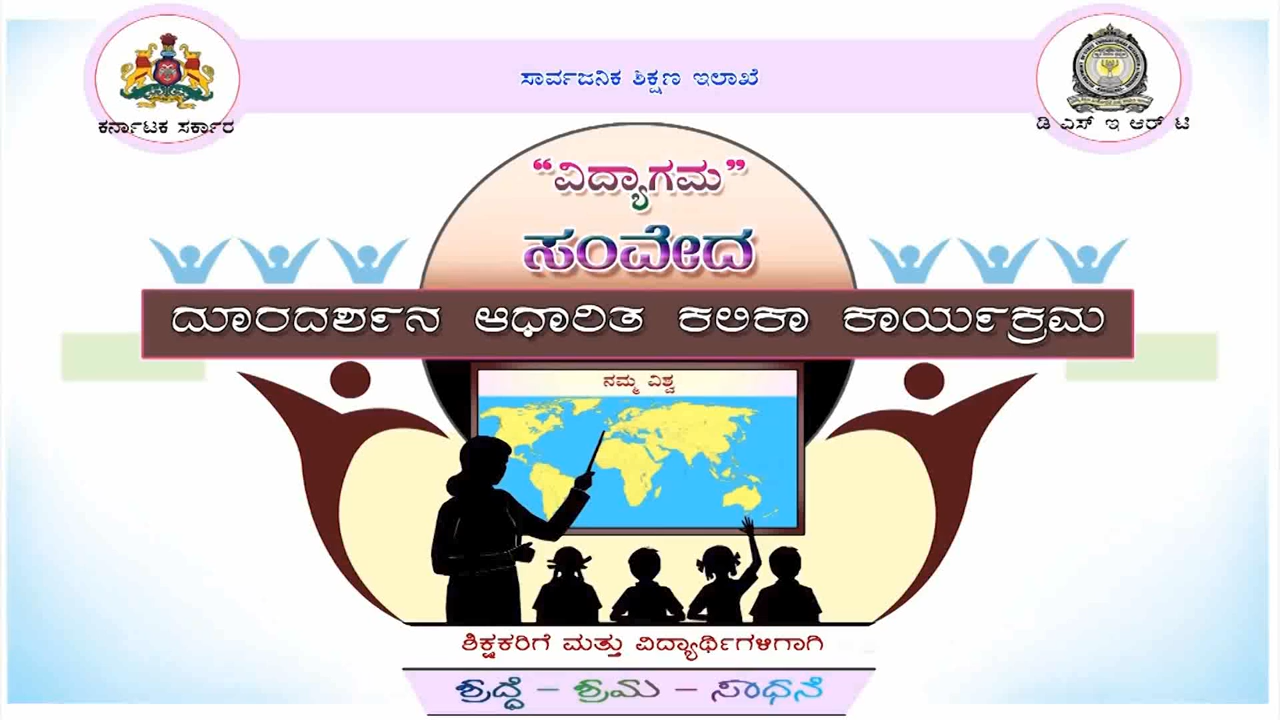 ಸಾರ್ವಜನಿಕ ಶಿಕ್ಷಣ ಇಲಾಖೆ
ಕರ್ನಾಟಕ ಸರ್ಕಾರ
ಡಿ ಎಸ್ ಇ ಆರ್ ಟಿ
“ವಿದ್ಯಾಗಮ”
ಸಂವೇದ
ದೂರದರ್ಶನ ಆಧಾರಿತ ಕಲಿಕಾ ಕಾರ್ಯಕ್ರಮ
ನಮ್ಮ ವಿಶ್ವ
ಶಿಕ್ಷಕರಿಗೆ ಮತ್ತು ವಿದ್ಯಾರ್ಥಿಗಳಿಗಾಗಿ
ಶ್ರದ್ಧೆ – ಶ್ರಮ – ಸಾಧನೆ